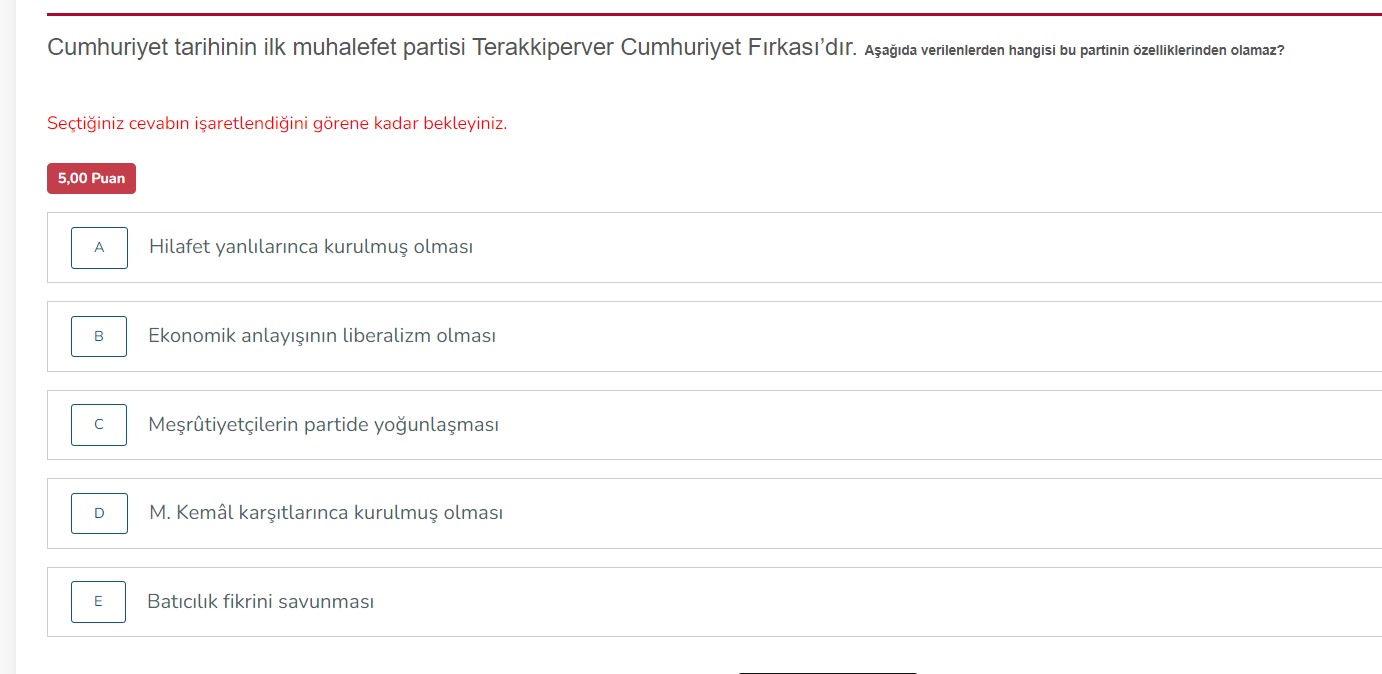 Cumhuriyet tarihinin ilk muhalefet partisi Terakkiperver Cumhuriyet Fırkası’dır. Aşağıda verilenlerden hangisi bu partinin özelliklerinden olamaz?
Seçtiğiniz cevabın işaretlendiğini görene kadar bekleyiniz.
5,00 Puan
A Hilafet yanlılarınca kurulmuş olması
B Ekonomik anlayışının liberalizm olması
C Meşrûtiyetçilerin partide yoğunlaşması
D M. Kemâl karşıtlarınca kurulmuş olması
E Batıcılık fikrini savunması